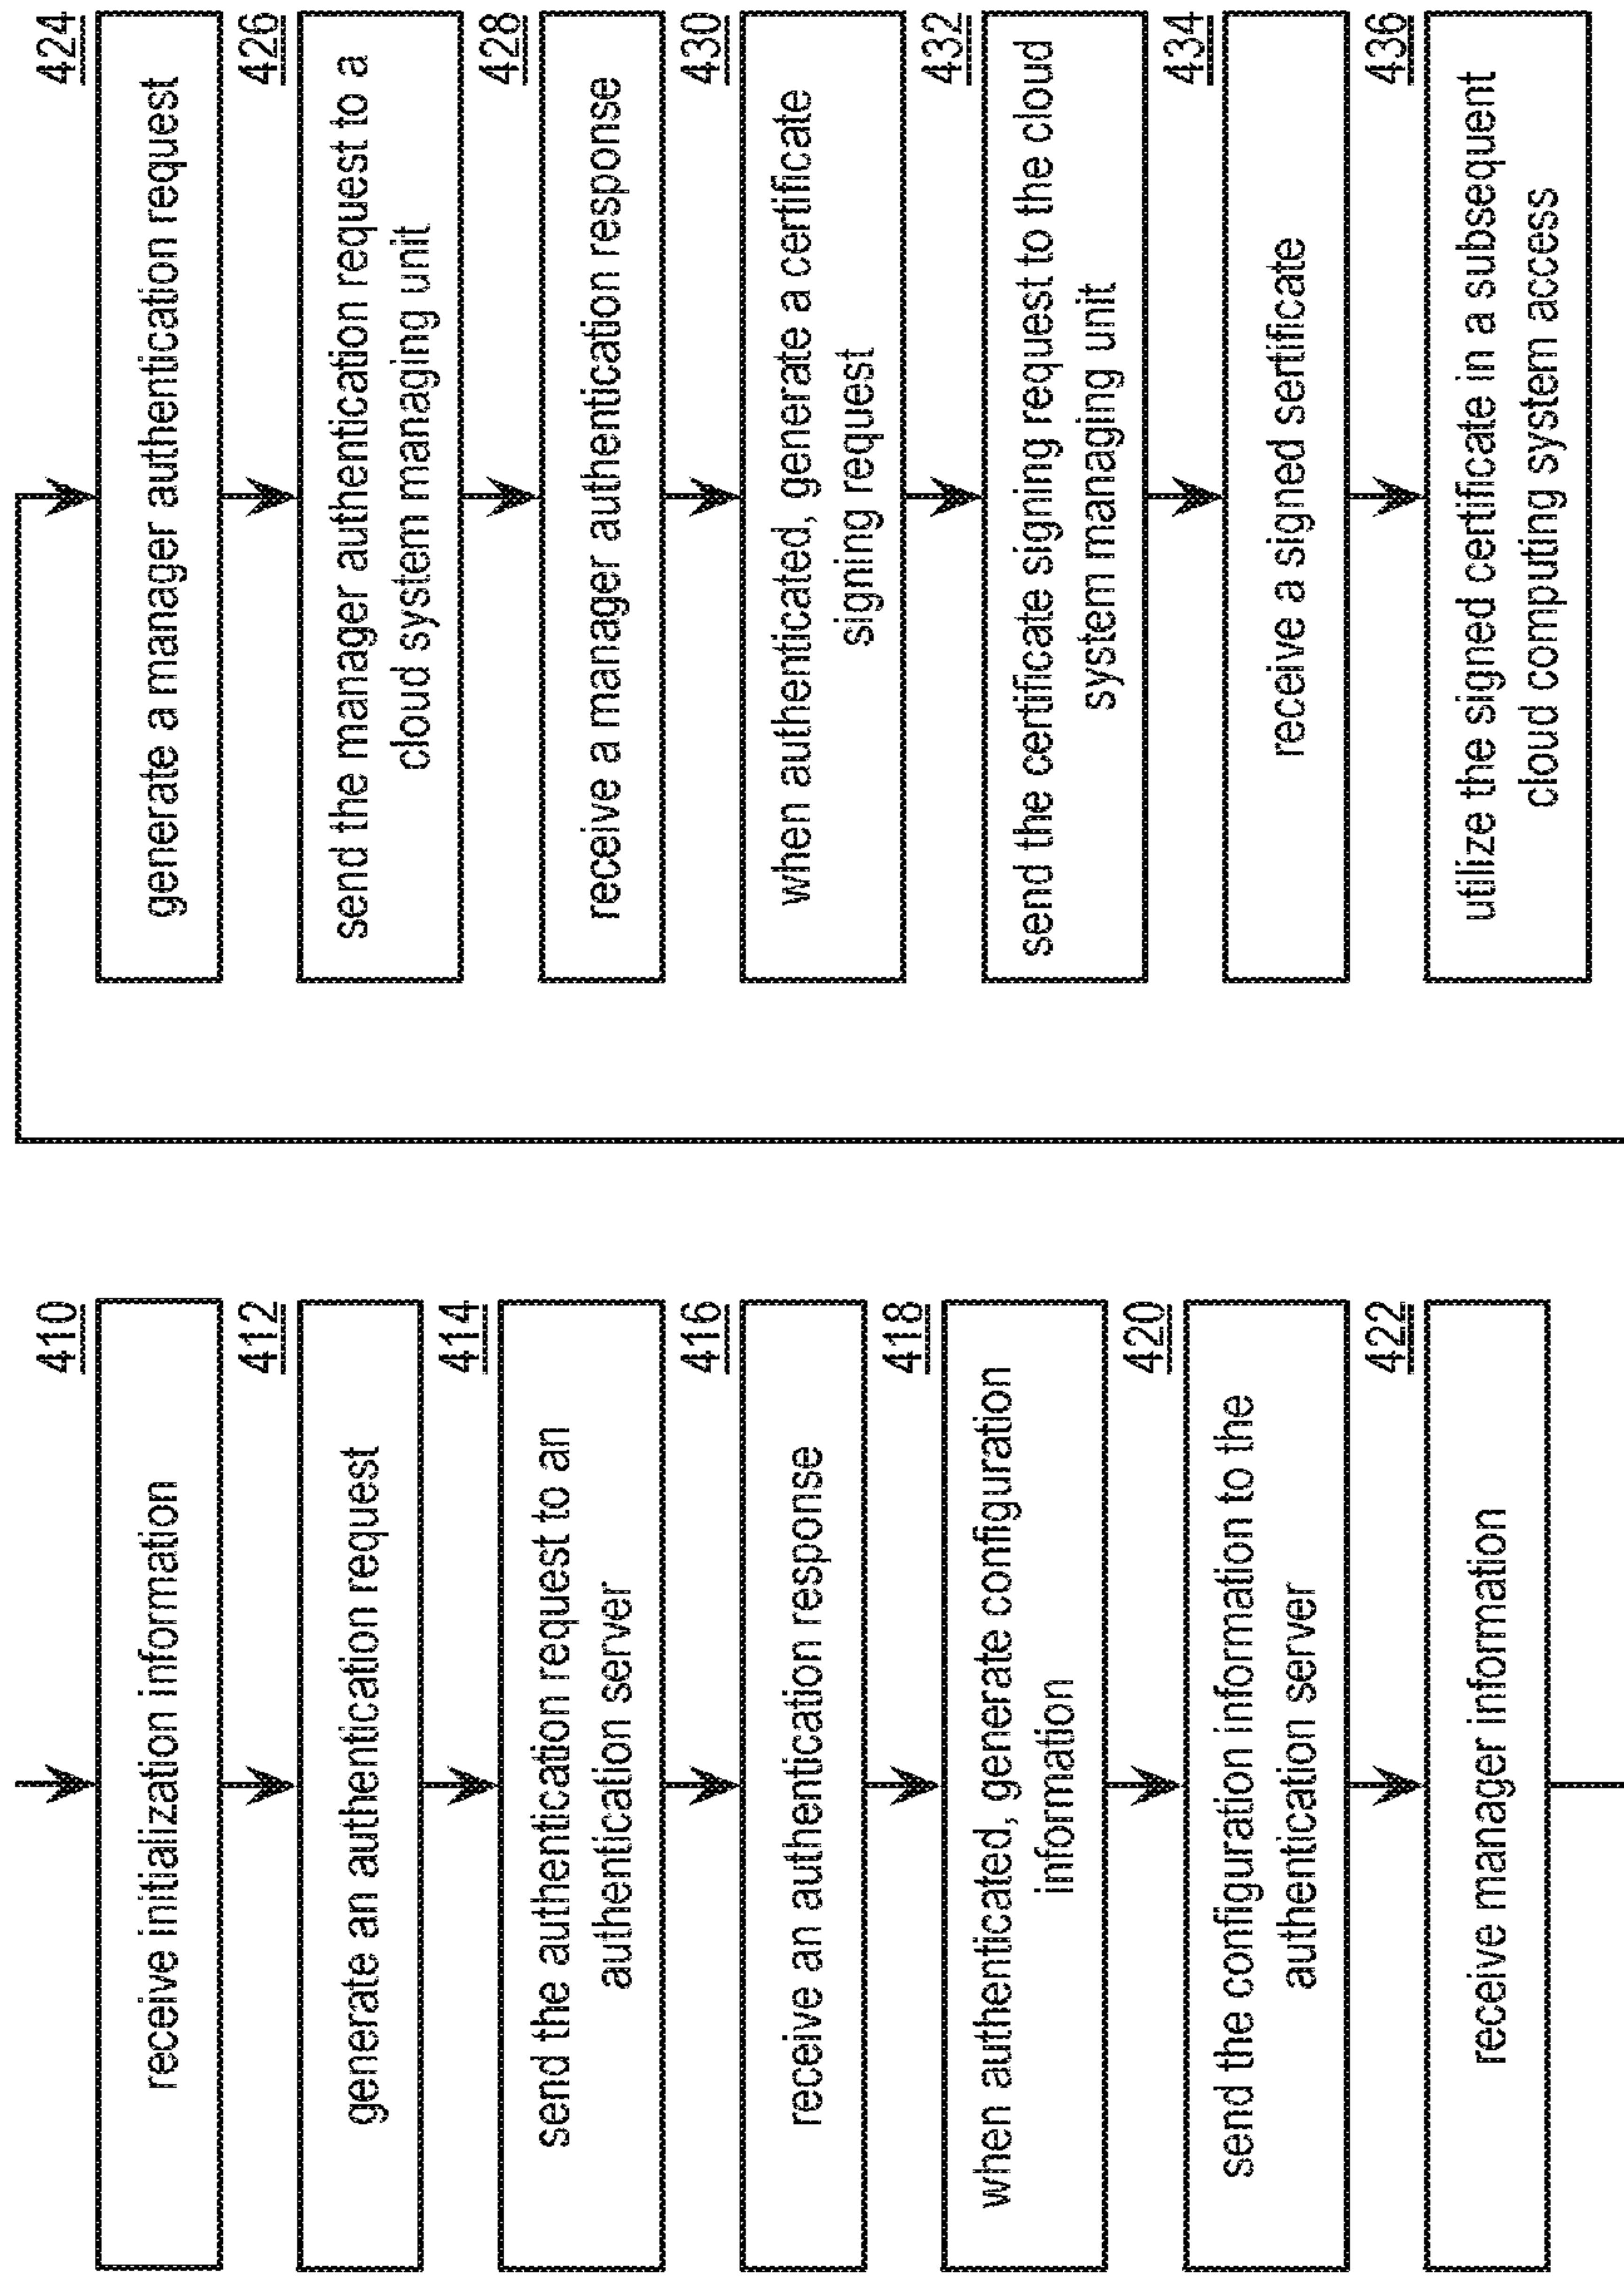 410
receive initialization information
412
generate an authentication request
414
send the authentication request to an
authentication server
416
receive an authentication response
418
when authenticated, generate configuration
information
420
send the configuration information to the
authentication server
422
receive manager information
424
generate a manager authentication request
426
send the manager authentication request to a
cloud system managing unit
428
receive a manager authentication response
430
when authenticated, generate a certificate
signing request
432
send the certificate signing request to the cloud
system managing unit
434
receive a signed sertificate
436
utilize the signed certificate in a subsequent
cloud computing system access